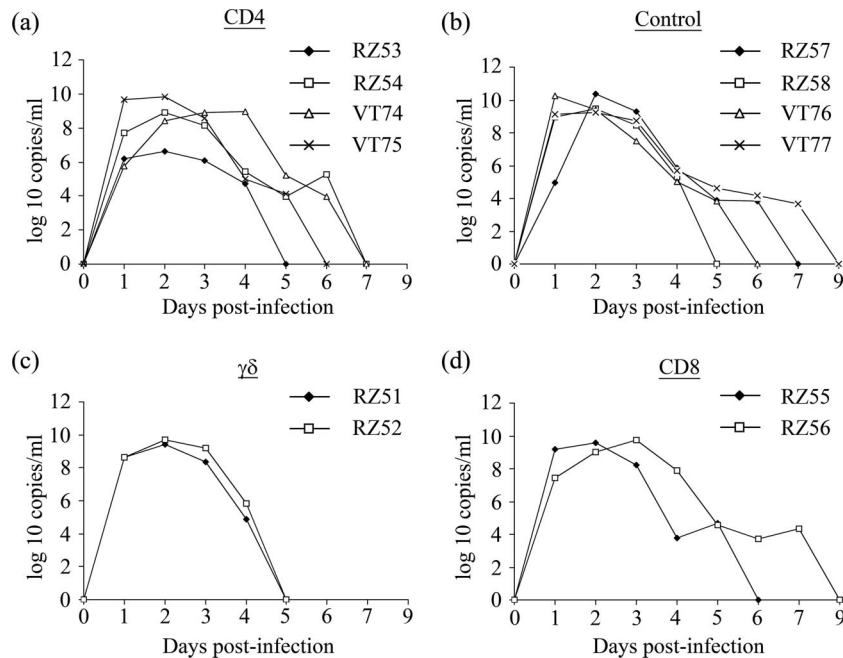 (a)
CD4
RZ53
RZ54
VT74
VT75
12
10
8
6
4
2
0
log 10 copies/ml
0 1 2 3 4 5 6 7 9
Days post-infection
(b)
Control
RZ57
RZ58
VT76
VT77
12
10
8
6
4
2
0
log 10 copies/ml
0 1 2 3 4 5 6 7 9
Days post-infection
(c)
γδ
RZ51
RZ52
12
10
8
6
4
2
0
log 10 copies/ml
0 1 2 3 4 5 6 7 9
Days post-infection
(d)
CD8
RZ55
RZ56
12
10
8
6
4
2
0
log 10 copies/ml
0 1 2 3 4 5 6 7 9
Days post-infection